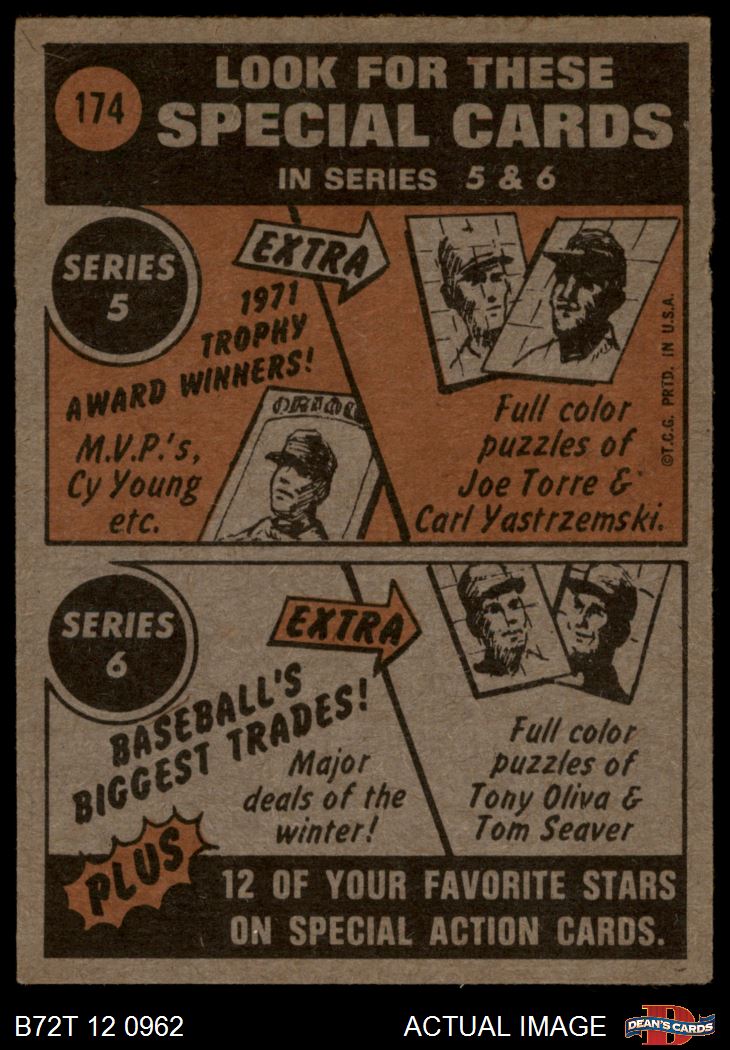 174
LOOK FOR THESE
SPECIAL CARDS
IN SERIES 5 & 6
SERIES
5
EXTRA
1971
TROPHY
AWARD WINNERS!
M.V.P.'s,
Cy Young
etc.
Full color
puzzles of
Joe Torre &
Carl Yastrzemski.
©T.C.G. PRTD. IN U.S.A.
SERIES
6
EXTRA
BASEBALL'S
BIGGEST TRADES!
Major
deals of the
winter!
Full color
puzzles of
Tony Oliva &
Tom Seaver
PLUS
12 OF YOUR FAVORITE STARS
ON SPECIAL ACTION CARDS.
B72T 12 0962
ACTUAL IMAGE
DEAN'S CARDS